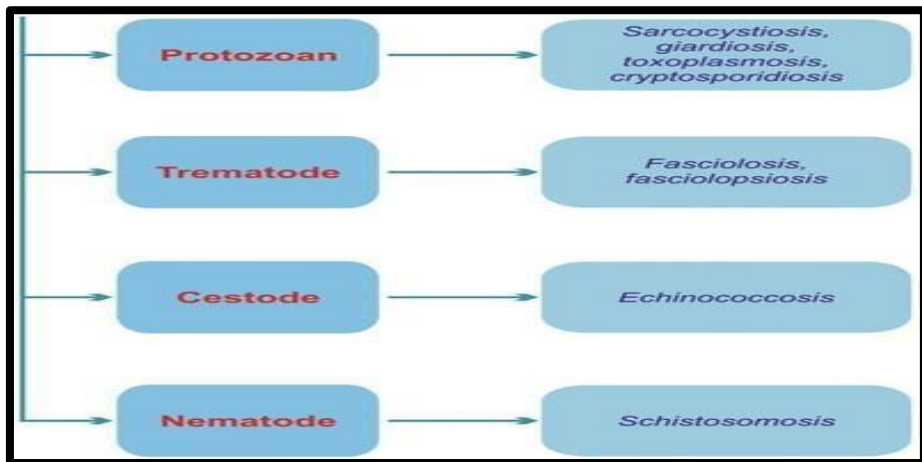 Protozoan
Sarcocystiosis,
giardiosis,
toxoplasmosis,
cryptosporidiosis
Trematode
Fasciolosis,
fasciolopsiosis
Cestode
Echinococcosis
Nematode
Schistosomosis